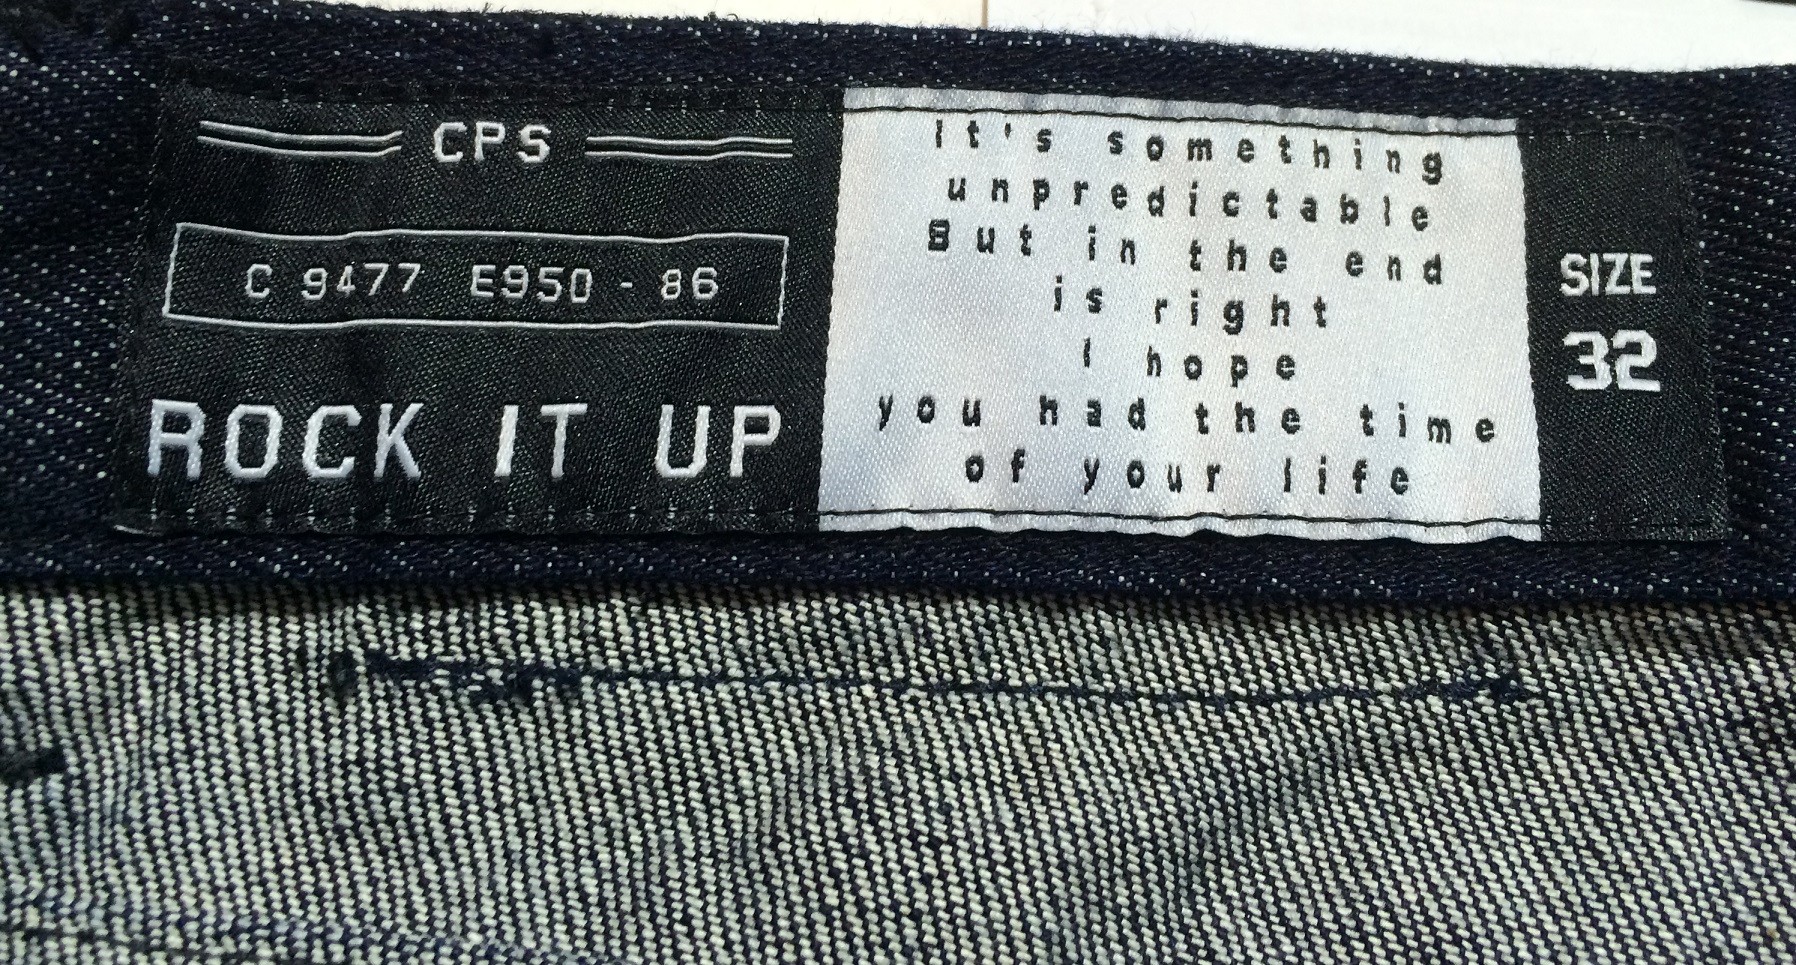 CPS
C 9477 E950 - 86
ROCK IT UP
it's something
unpredictable
But in the end
is right
I hope
you had the time
of your life
SIZE
32